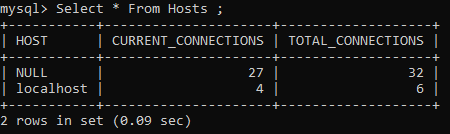 mysql> Select * From Hosts ;
+-----------+---------------------+-------------------+
| HOST      | CURRENT_CONNECTIONS | TOTAL_CONNECTIONS |
+-----------+---------------------+-------------------+
| NULL      |                  27 |                32 |
| localhost |                   4 |                 6 |
+-----------+---------------------+-------------------+
2 rows in set (0.09 sec)